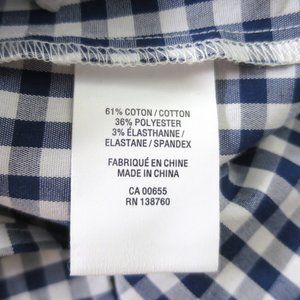 61% COTON / COTTON
36% POLYESTER
3% ÉLASTHANNE /
ELASTANE / SPANDEX
FABRIQUÉ EN CHINE
MADE IN CHINA
CA 00655
RN 138760